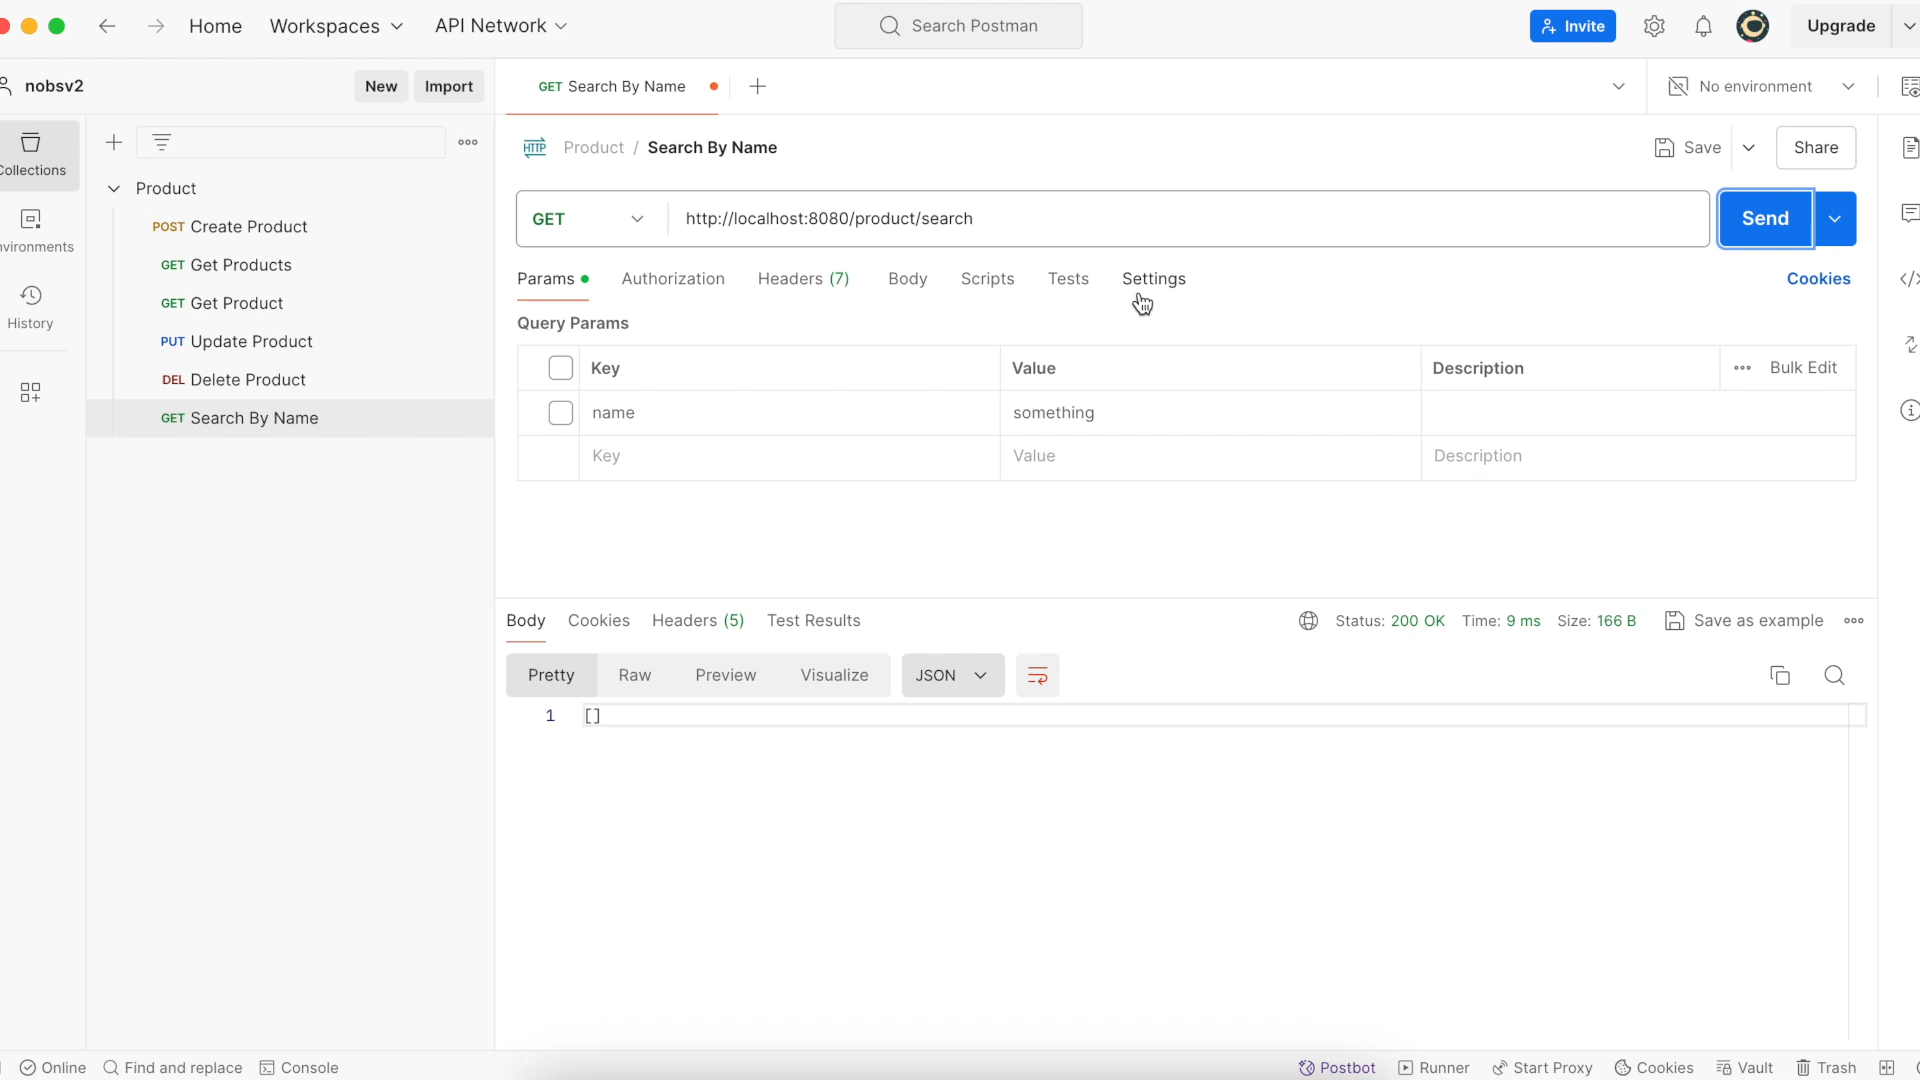 Home
Workspaces
API Network
Search Postman
Invite
Upgrade
nobsv2
New
Import
GET Search By Name
No environment
Collections
Environments
History
Product
POST Create Product
GET Get Products
GET Get Product
PUT Update Product
DEL Delete Product
GET Search By Name
HTTP Product / Search By Name
Save
Share
GET
http://localhost:8080/product/search
Send
Params
Authorization
Headers (7)
Body
Scripts
Tests
Settings
Cookies
Query Params
Key
Value
Description
Bulk Edit
name
something
Key
Value
Description
Body
Cookies
Headers (5)
Test Results
Status: 200 OK
Time: 9 ms
Size: 166 B
Save as example
Pretty
Raw
Preview
Visualize
JSON
1
[]
Online
Find and replace
Console
Postbot
Runner
Start Proxy
Cookies
Vault
Trash